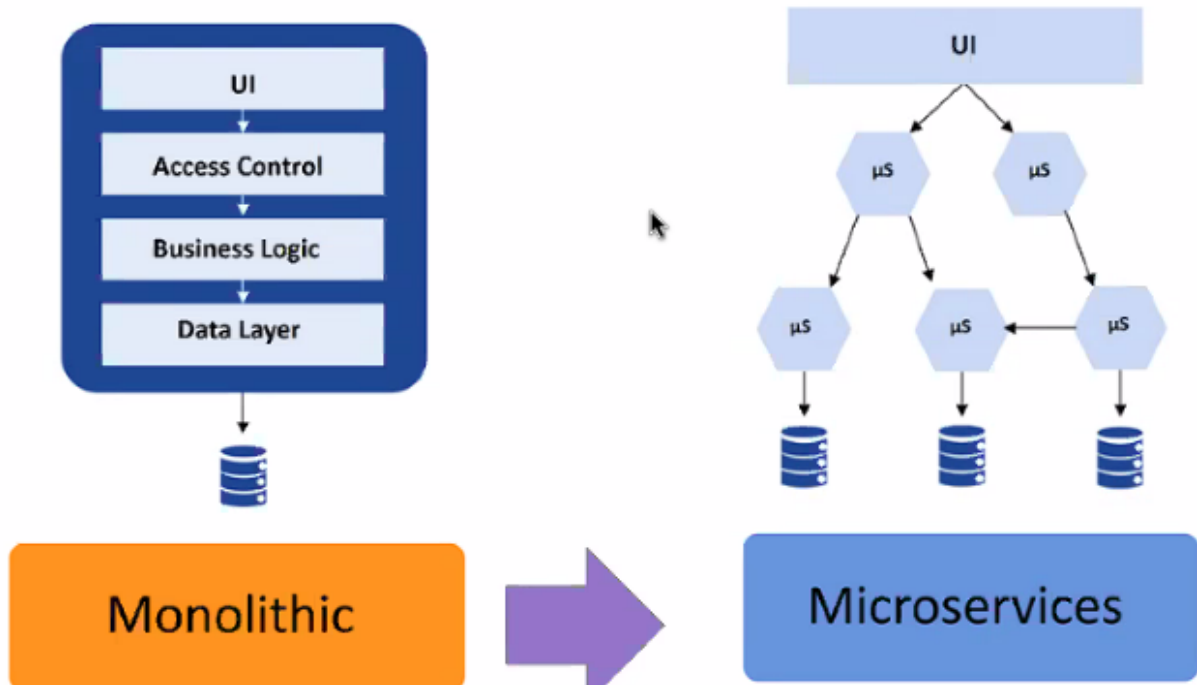 UI
Access Control
Business Logic
Data Layer
Monolithic
UI
µS
µS
µS
µS
µS
Microservices